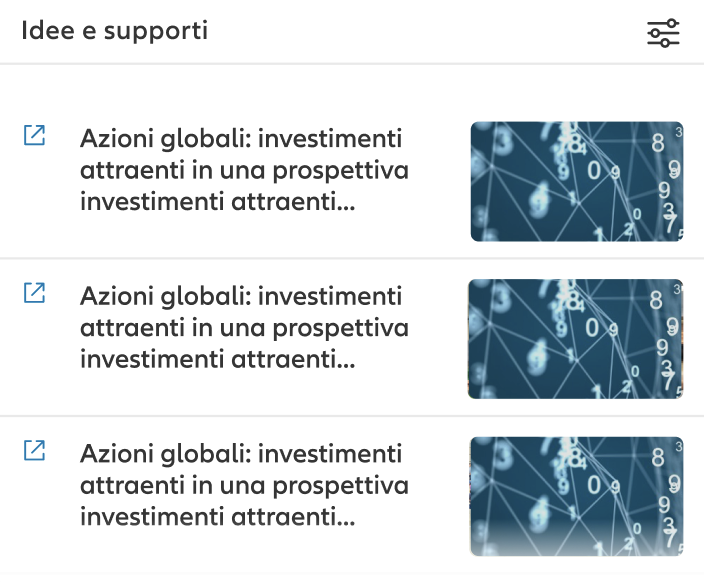 Idee e supporti
Azioni globali: investimenti
attraenti in una prospettiva
investimenti attraenti...
Azioni globali: investimenti
attraenti in una prospettiva
investimenti attraenti...
Azioni globali: investimenti
attraenti in una prospettiva
investimenti attraenti...